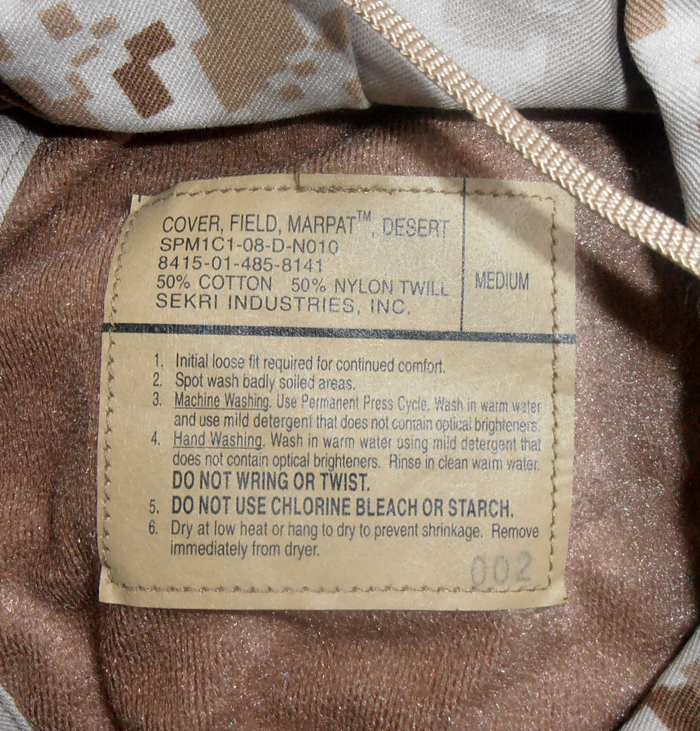 COVER, FIELD, MARPAT™, DESERT
SPM1C1-08-D-N010
8415-01-485-8141
50% COTTON 50% NYLON TWILL
SEKRI INDUSTRIES, INC.
MEDIUM
1. Initial loose fit required for continued comfort.
2. Spot wash badly soiled areas.
3. Machine Washing. Use Permanent Press Cycle. Wash in warm water
and use mild detergent that does not contain optical brighteners.
4. Hand Washing. Wash in warm water using mild detergent that
does not contain optical brighteners. Rinse in clean warm water.
DO NOT WRING OR TWIST.
5. DO NOT USE CHLORINE BLEACH OR STARCH.
6. Dry at low heat or hang to dry to prevent shrinkage. Remove
immediately from dryer.
002